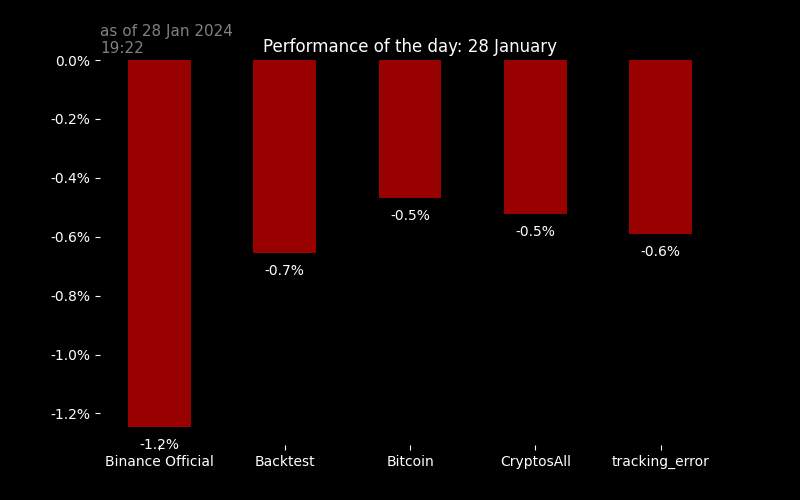 as of 28 Jan 2024
19:22
Performance of the day: 28 January
0.0%
-0.2%
-0.4%
-0.6%
-0.8%
-1.0%
-1.2%
-1.2%
-0.7%
-0.5%
-0.5%
-0.6%
Binance Official
Backtest
Bitcoin
CryptosAll
tracking_error